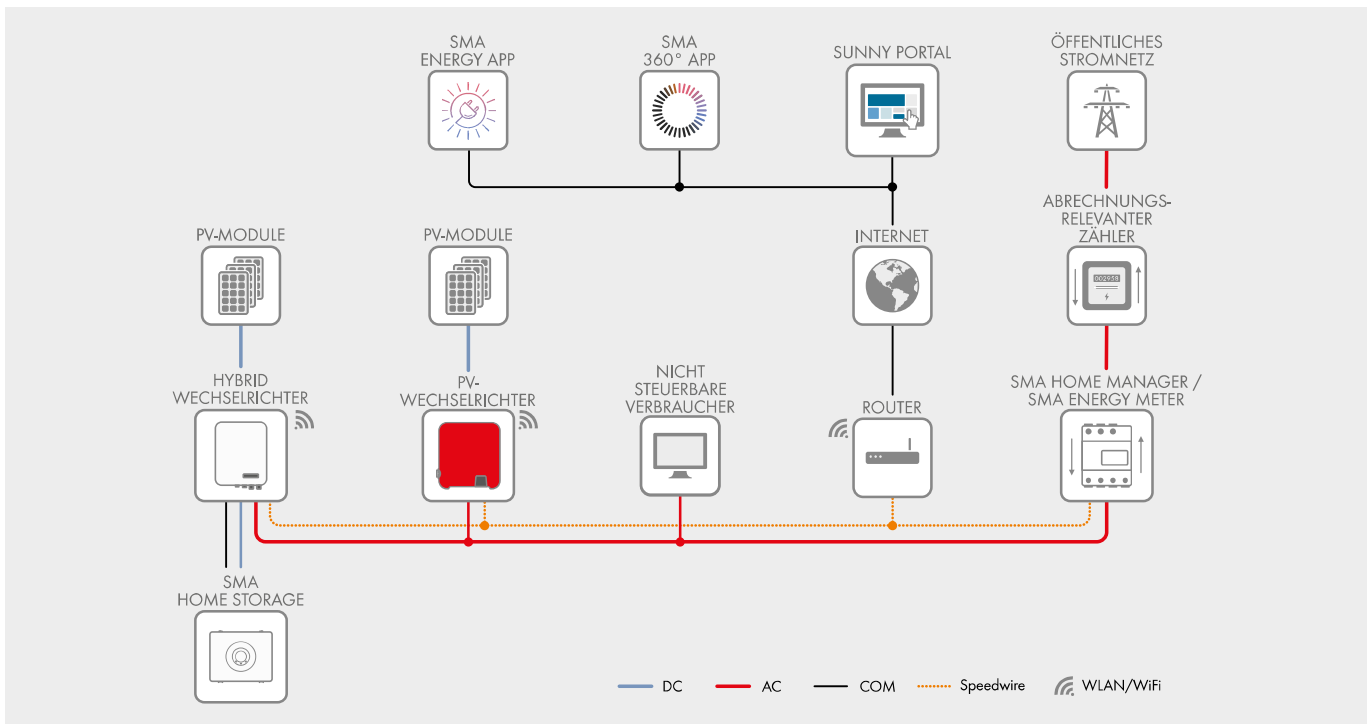 SMA
ENERGY APP
SMA
360° APP
SUNNY PORTAL
ÖFFENTLICHES
STROMNETZ
ABRECHNUNGS-
RELEVANTER
ZÄHLER
002958
PV-MODULE
PV-MODULE
INTERNET
HYBRID
WECHSELRICHTER
PV-
WECHSELRICHTER
NICHT
STEUERBARE
VERBRAUCHER
ROUTER
SMA HOME MANAGER /
SMA ENERGY METER
SMA
HOME STORAGE
DC
AC
COM
Speedwire
WLAN/WiFi